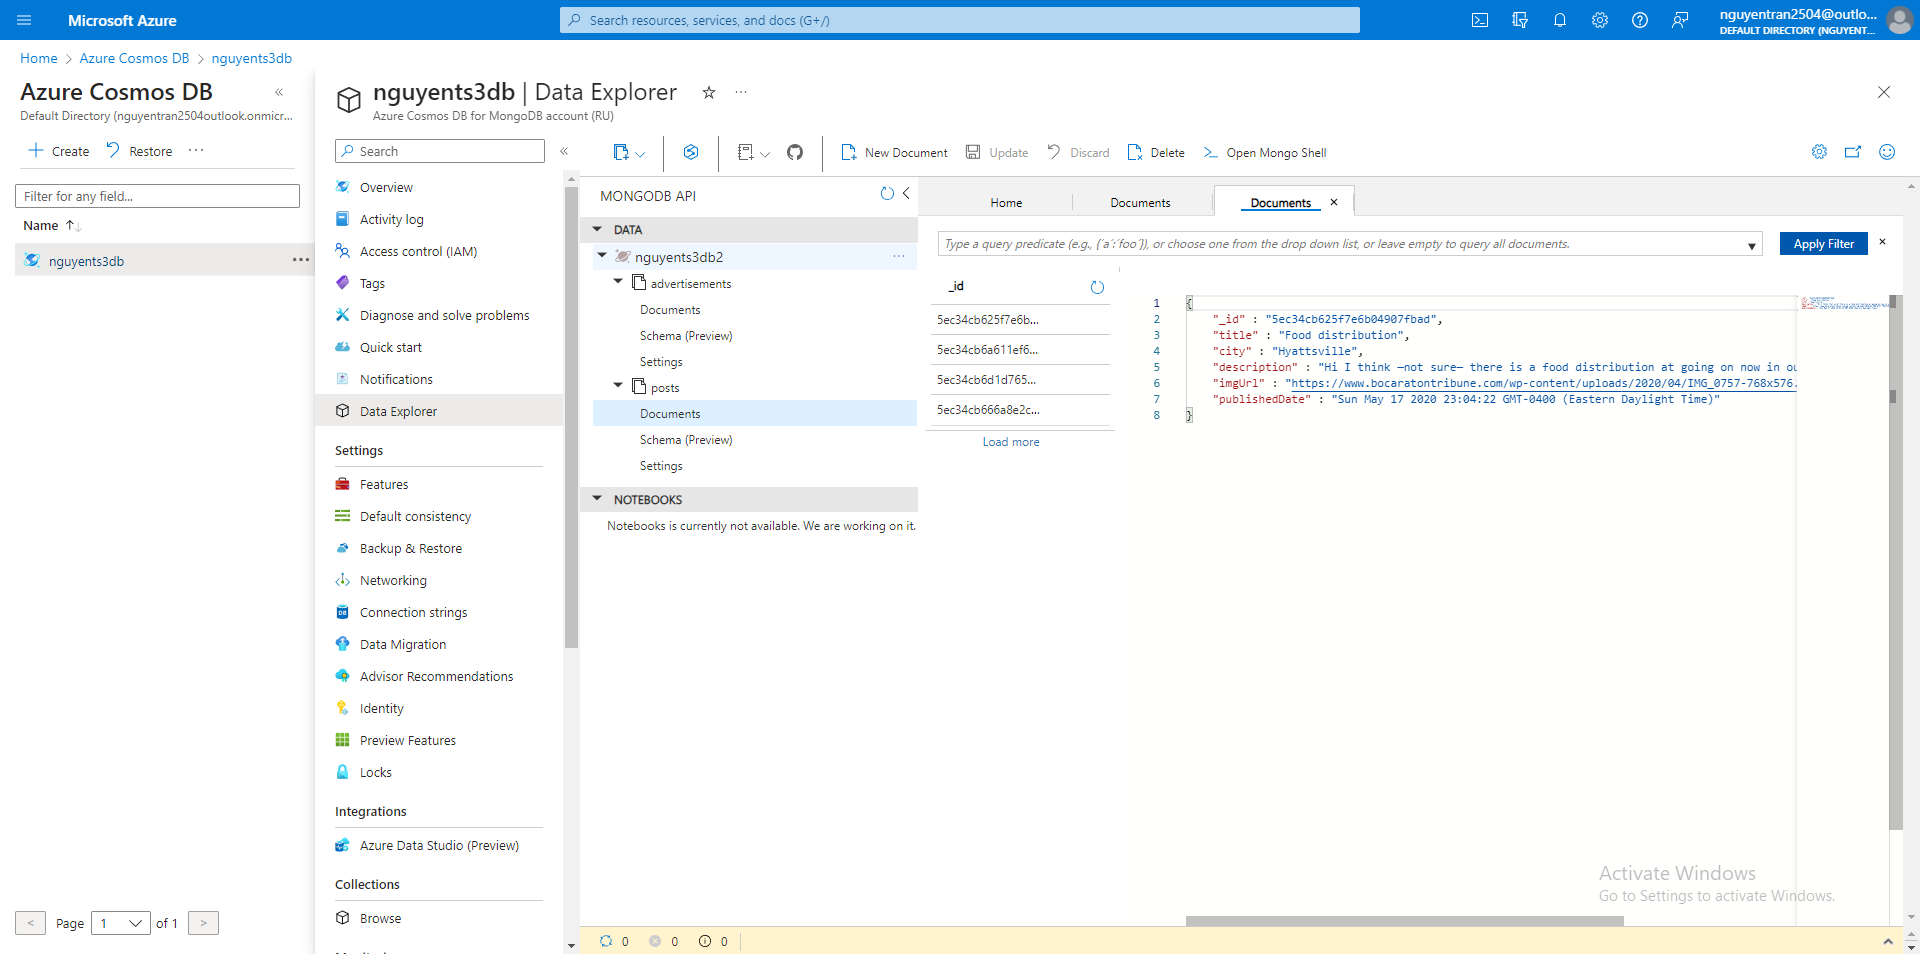 Microsoft Azure
Search resources, services, and docs (G+/)
nguyentran2504@outlo...
DEFAULT DIRECTORY (NGUYENT...
Home > Azure Cosmos DB > nguyents3db
Azure Cosmos DB
Default Directory (nguyentran2504outlook.onmicr...
Create
Restore
Filter for any field...
Name
nguyents3db
< Page 1 of 1 >
nguyents3db | Data Explorer
Azure Cosmos DB for MongoDB account (RU)
Search
Overview
Activity log
Access control (IAM)
Tags
Diagnose and solve problems
Quick start
Notifications
Data Explorer
Settings
Features
Default consistency
Backup & Restore
Networking
Connection strings
Data Migration
Advisor Recommendations
Identity
Preview Features
Locks
Integrations
Azure Data Studio (Preview)
Collections
Browse
New Document
Update
Discard
Delete
Open Mongo Shell
MONGODB API
DATA
nguyents3db2
advertisements
Documents
Schema (Preview)
Settings
posts
Documents
Schema (Preview)
Settings
NOTEBOOKS
Notebooks is currently not available. We are working on it.
Home
Documents
Documents
Type a query predicate (e.g., {´a´:´foo´}), or choose one from the drop down list, or leave empty to query all documents.
Apply Filter
_id
5ec34cb625f7e6b...
5ec34cb6a611ef6...
5ec34cb6d1d765...
5ec34cb666a8e2c...
Load more
1 {
2 "_id" : "5ec34cb625f7e6b04907fbad",
3 "title" : "Food distribution",
4 "city" : "Hyattsville",
5 "description" : "Hi I think —not sure— there is a food distribution at going on now in ou
6 "imgUrl" : "https://www.bocaratontribune.com/wp-content/uploads/2020/04/IMG_0757-768x576.
7 "publishedDate" : "Sun May 17 2020 23:04:22 GMT-0400 (Eastern Daylight Time)"
8 }
Activate Windows
Go to Settings to activate Windows.
0 0 0